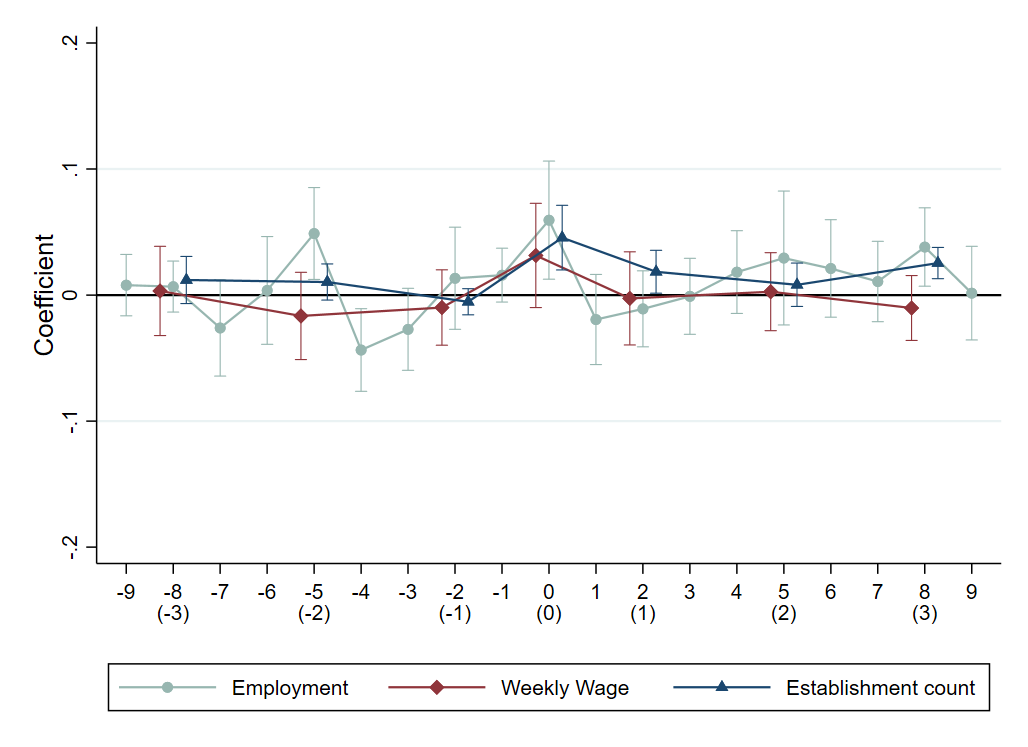 .2
.1
0
-.1
-.2
Coefficient
-9 -8 -7 -6 -5 -4 -3 -2 -1 0 1 2 3 4 5 6 7 8 9
(-3) (-2) (-1) (0) (1) (2) (3)
Employment Weekly Wage Establishment count